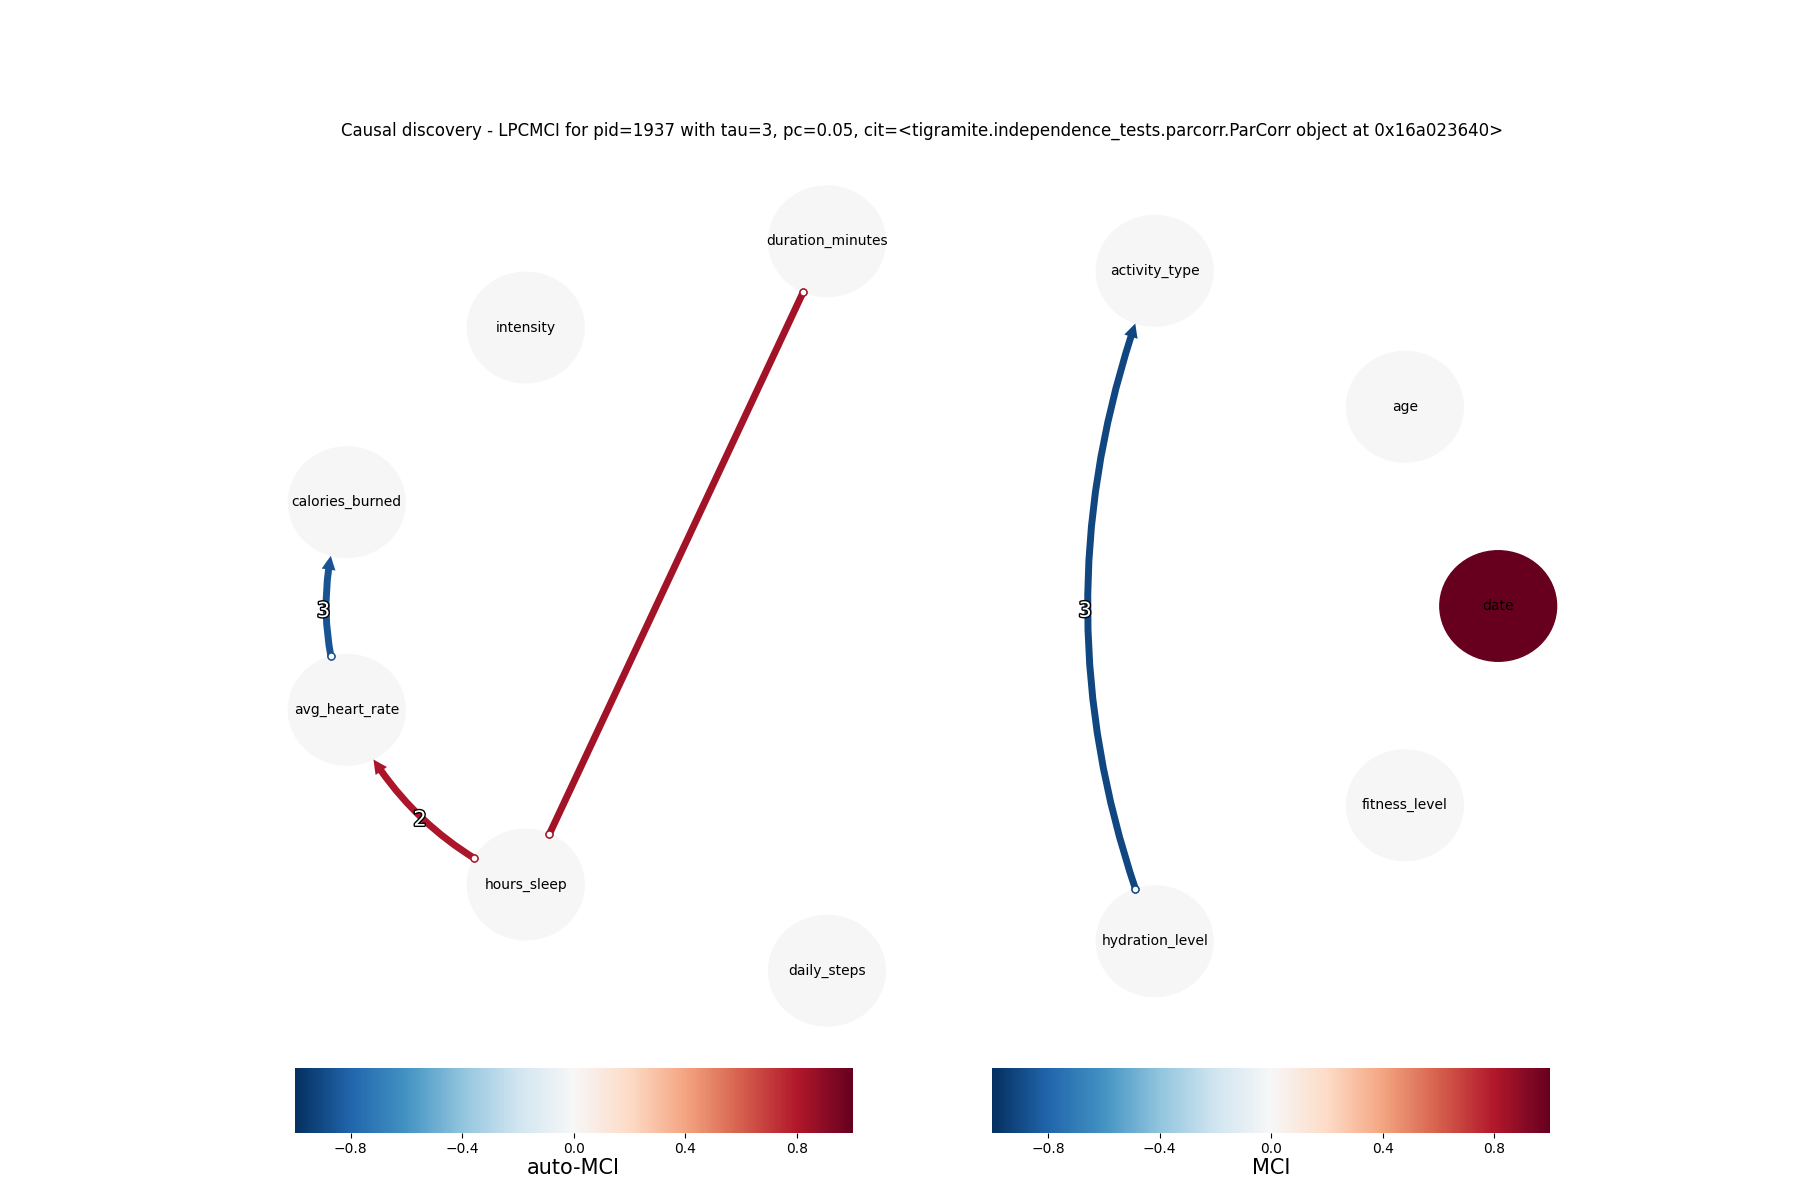 Causal discovery - LPCMCI for pid=1937 with tau=3, pc=0.05, cit=<tigramite.independence_tests.parcorr.ParCorr object at 0x16a023640>
duration_minutes
activity_type
intensity
age
calories_burned
date
3
3
avg_heart_rate
fitness_level
2
hours_sleep
hydration_level
daily_steps
−0.8 −0.4 0.0 0.4 0.8
auto-MCI
−0.8 −0.4 0.0 0.4 0.8
MCI